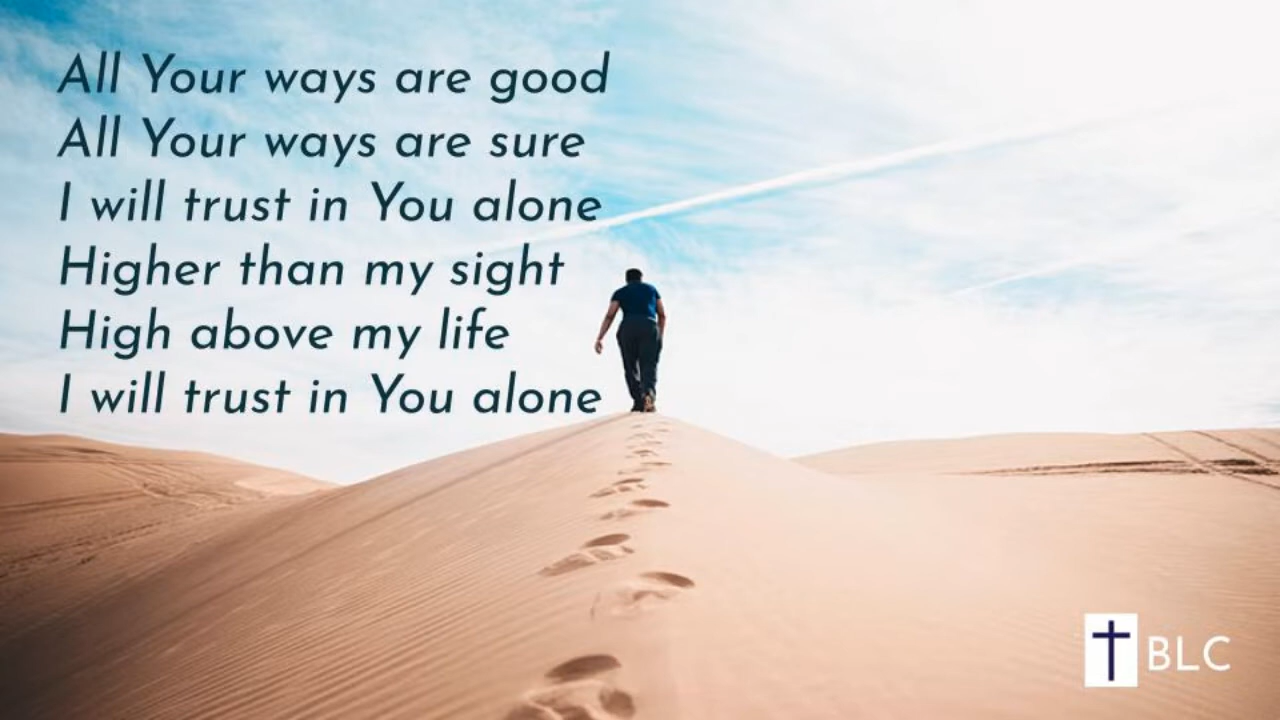 All Your ways are good
All Your ways are sure
I will trust in You alone
Higher than my sight
High above my life
I will trust in You alone
BLC